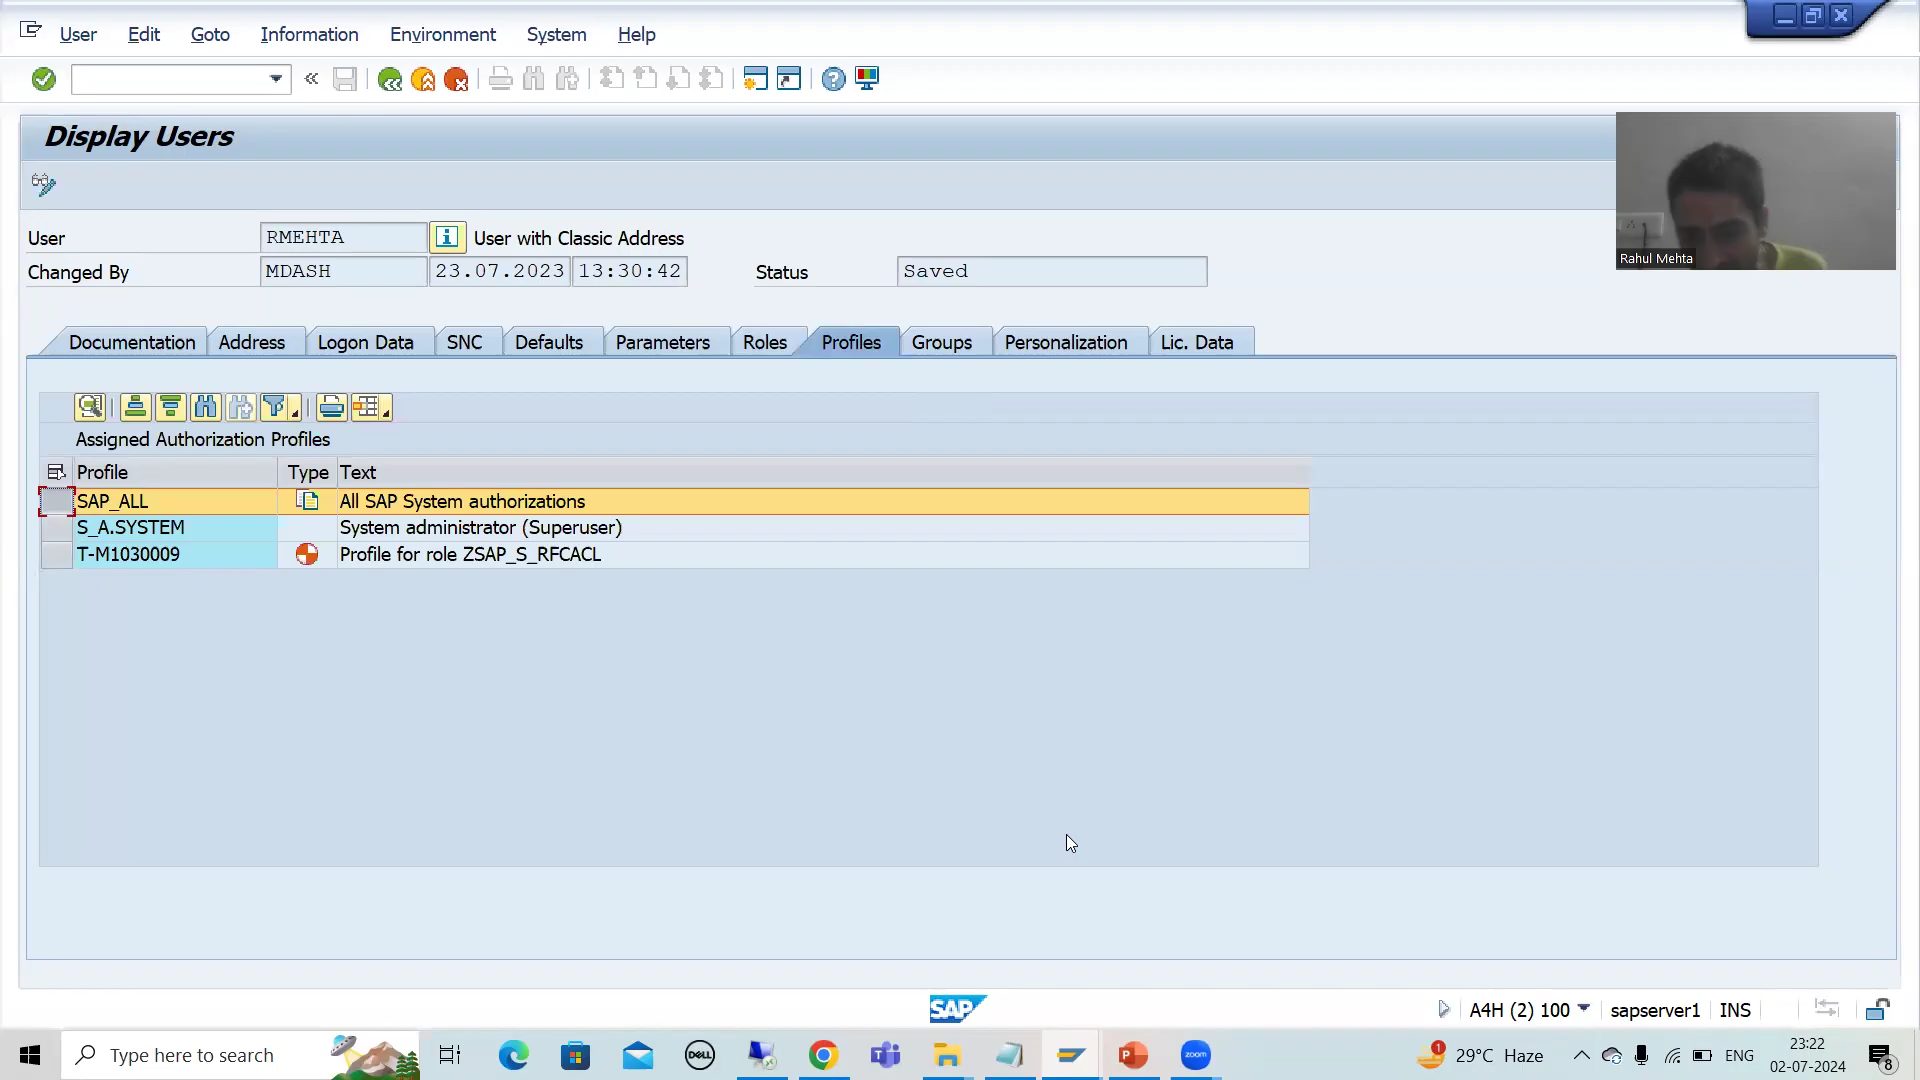 User Edit Goto Information Environment System Help
Display Users
Rahul Mehta
User RMEHTA User with Classic Address
Changed By MDASH 23.07.2023 13:30:42 Status Saved
Documentation Address Logon Data SNC Defaults Parameters Roles Profiles Groups Personalization Lic. Data
Assigned Authorization Profiles
Profile Type Text
SAP_ALL All SAP System authorizations
S_A.SYSTEM System administrator (Superuser)
T-M1030009 Profile for role ZSAP_S_RFCACL
SAP A4H (2) 100 sapserver1 INS
Type here to search DELL zoom 1 29°C Haze ENG 23:22
02-07-2024 8